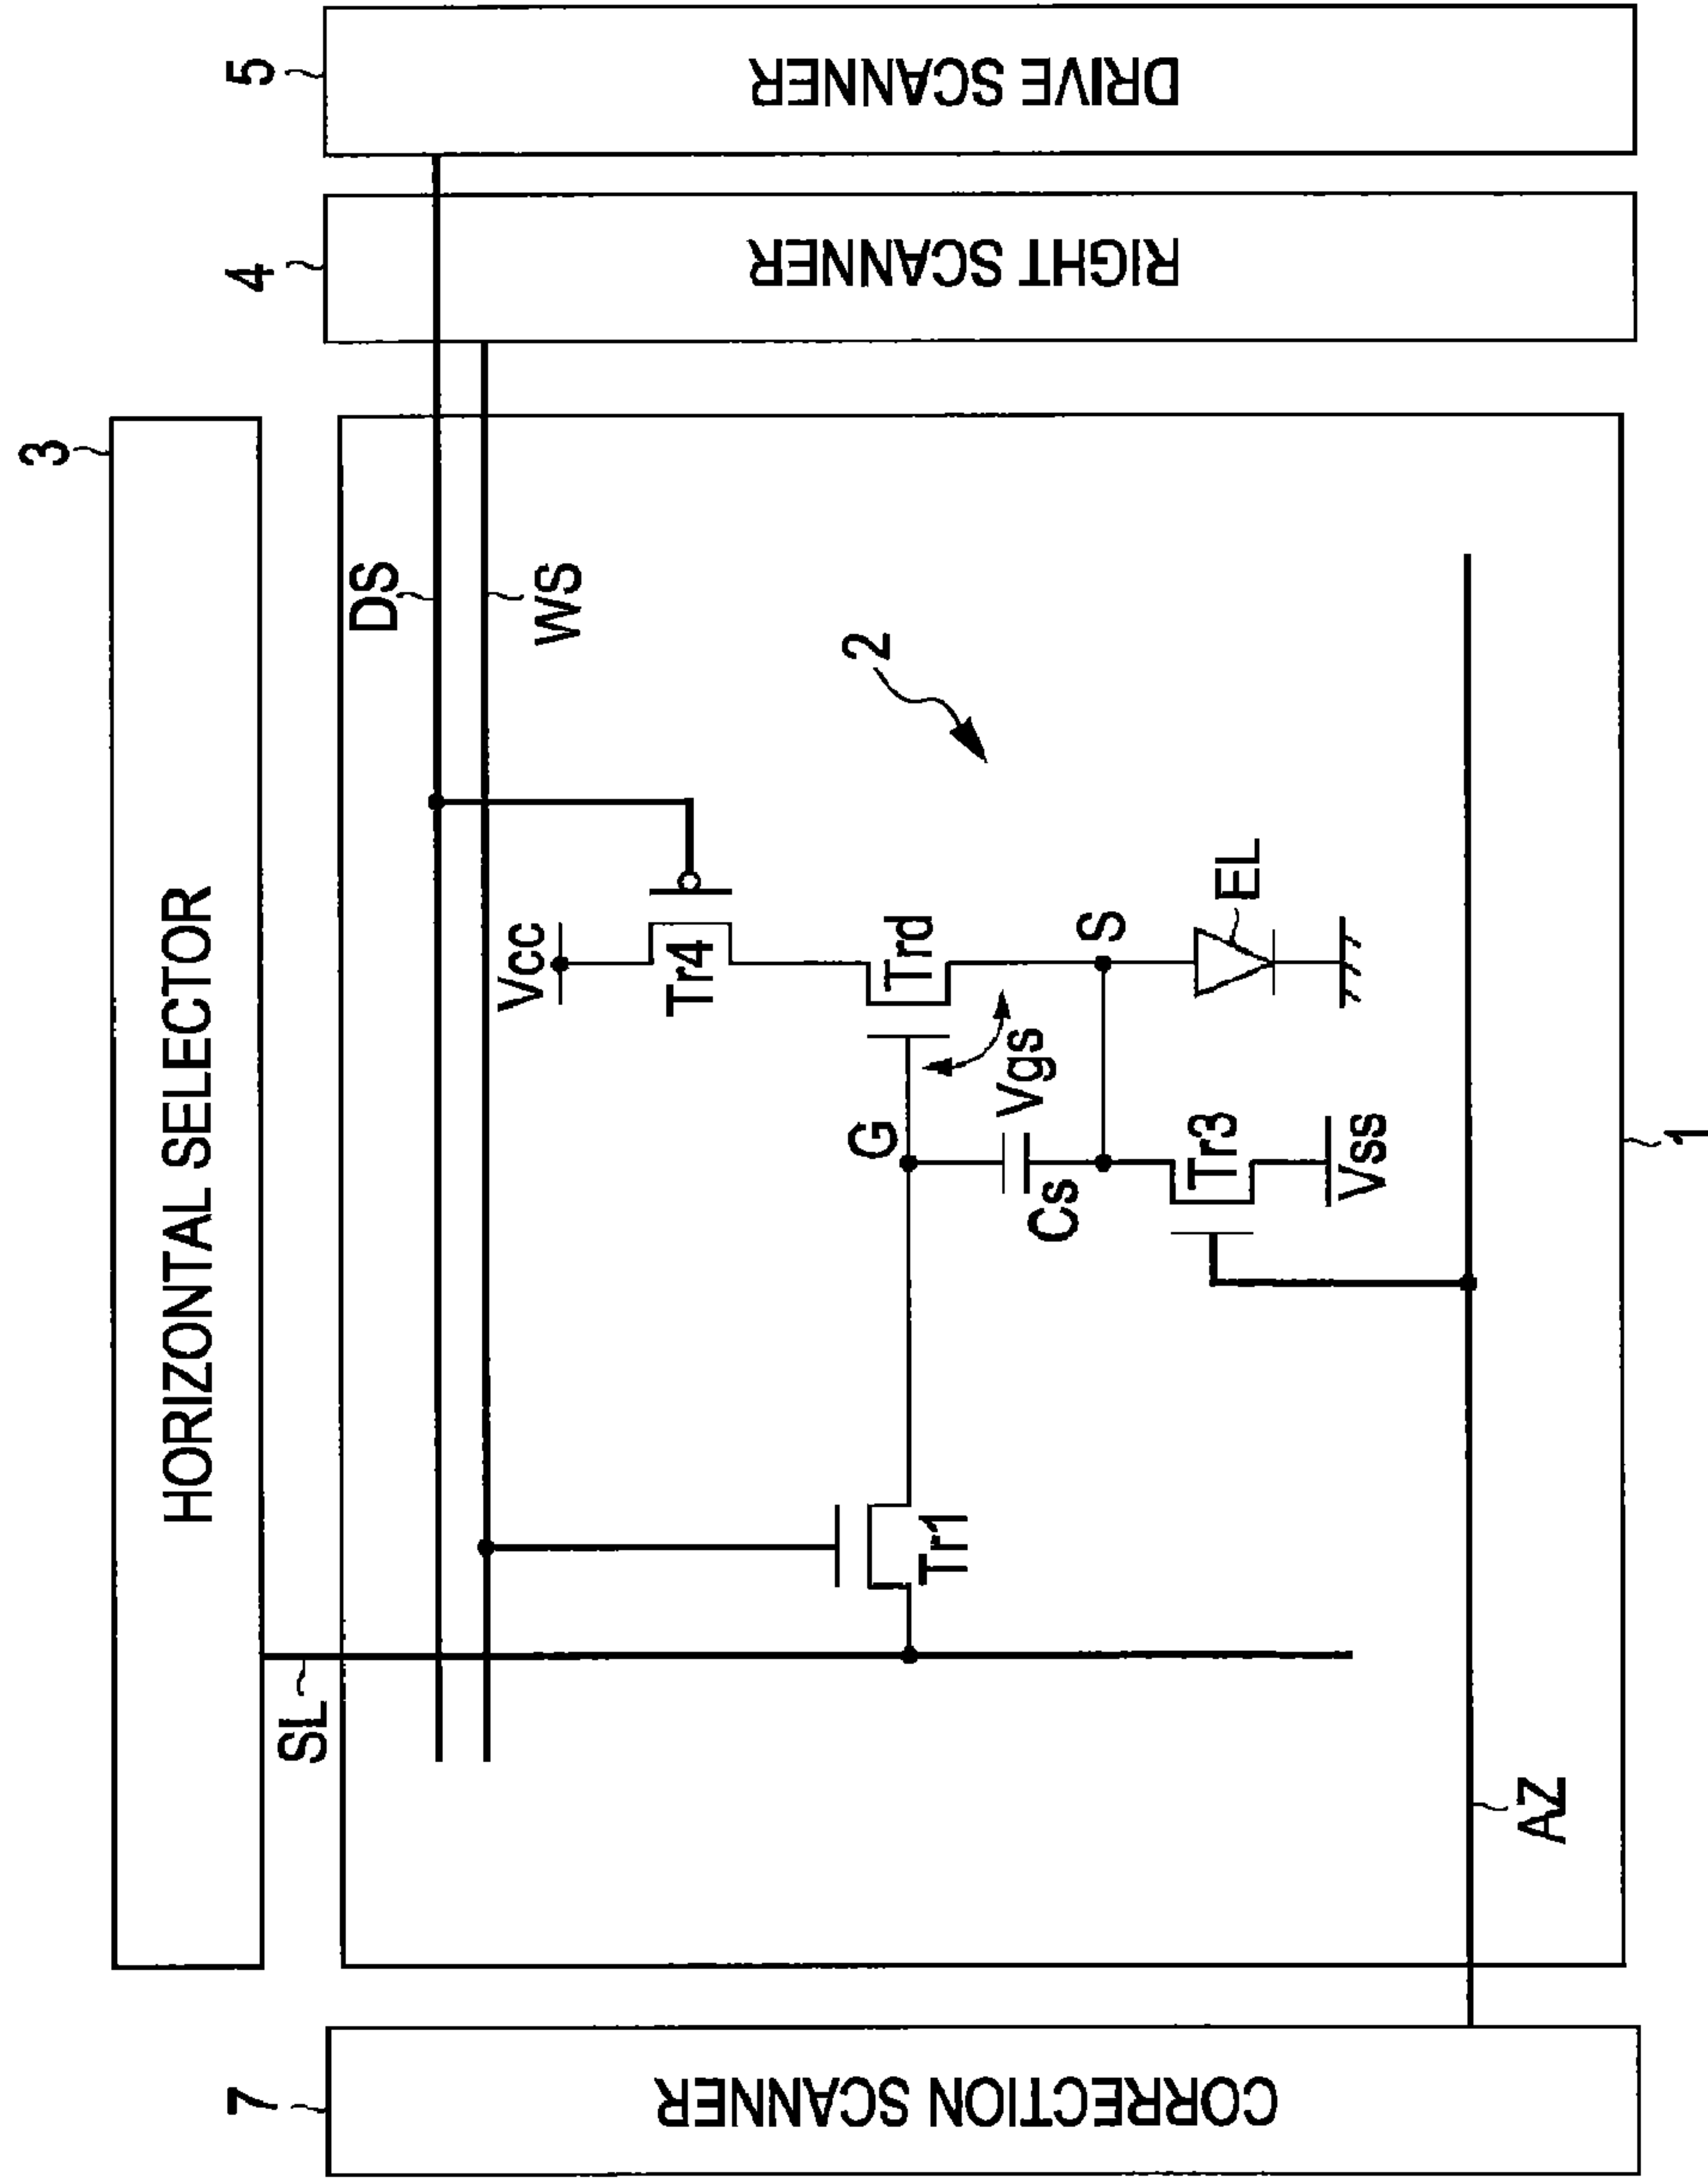 3
HORIZONTAL SELECTOR
7
CORRECTION SCANNER
SL
DS
WS
4
RIGHT SCANNER
5
DRIVE SCANNER
Vcc
Tr4
2
Tr1
G
Trd
Vgs
Cs
S
Tr3
EL
Vss
AZ
1